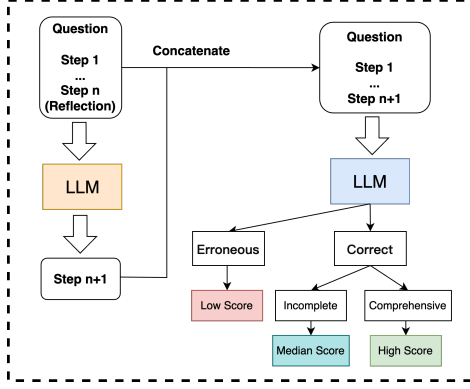 Question
Step 1
...
Step n
(Reflection)
LLM
Step n+1
Concatenate
Question
Step 1
...
Step n+1
LLM
Erroneous
Correct
Low Score
Incomplete
Comprehensive
Median Score
High Score